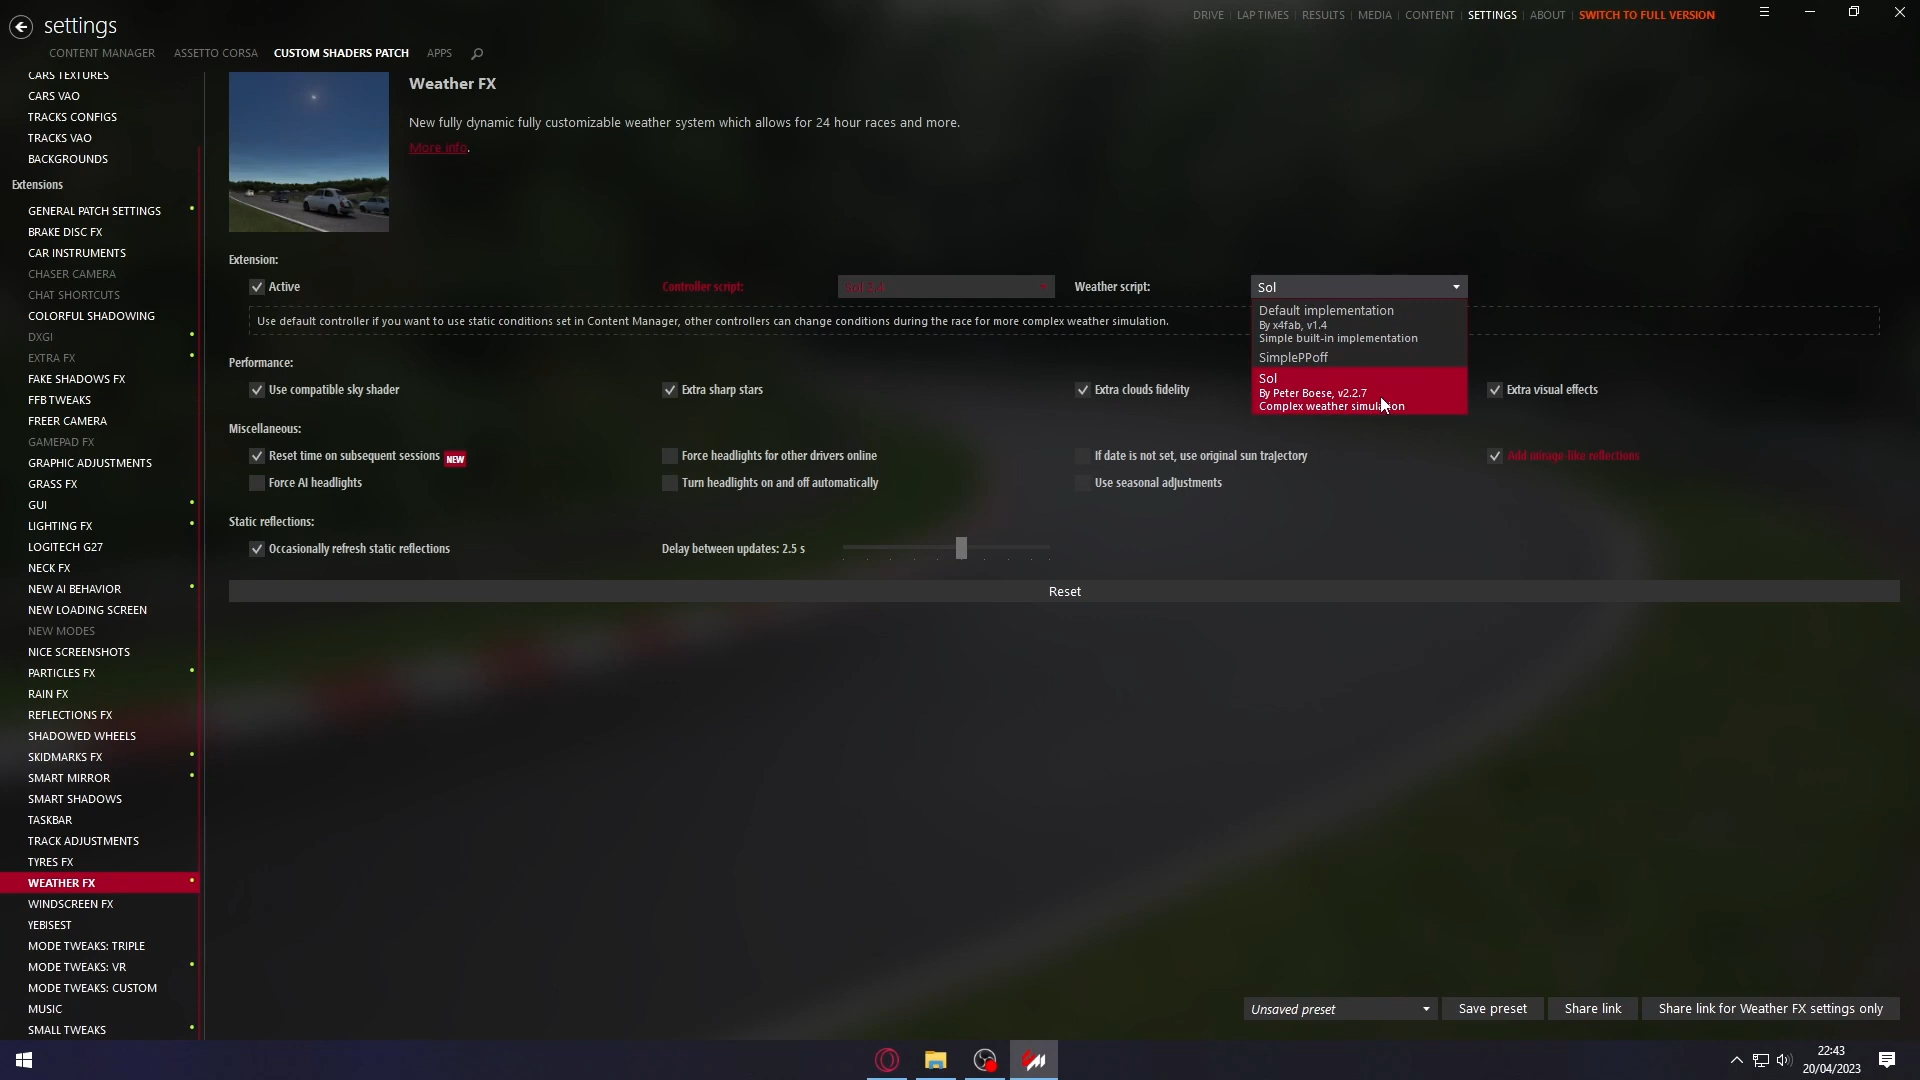 settings
DRIVE
LAP TIMES
RESULTS
MEDIA
CONTENT
SETTINGS
ABOUT
SWITCH TO FULL VERSION
CONTENT MANAGER
ASSETTO CORSA
CUSTOM SHADERS PATCH
APPS
CARS TEXTURES
CARS VAO
TRACKS CONFIGS
TRACKS VAO
BACKGROUNDS
Extensions
GENERAL PATCH SETTINGS
BRAKE DISC FX
CAR INSTRUMENTS
CHASER CAMERA
CHAT SHORTCUTS
COLORFUL SHADOWING
DXGI
EXTRA FX
FAKE SHADOWS FX
FFB TWEAKS
FREER CAMERA
GAMEPAD FX
GRAPHIC ADJUSTMENTS
GRASS FX
GUI
LIGHTING FX
LOGITECH G27
NECK FX
NEW AI BEHAVIOR
NEW LOADING SCREEN
NEW MODES
NICE SCREENSHOTS
PARTICLES FX
RAIN FX
REFLECTIONS FX
SHADOWED WHEELS
SKIDMARKS FX
SMART MIRROR
SMART SHADOWS
TASKBAR
TRACK ADJUSTMENTS
TYRES FX
WEATHER FX
WINDSCREEN FX
YEBISEST
MODE TWEAKS: TRIPLE
MODE TWEAKS: VR
MODE TWEAKS: CUSTOM
MUSIC
SMALL TWEAKS
Weather FX
New fully dynamic fully customizable weather system which allows for 24 hour races and more.
More info.
Extension:
Active
Controller script:
Sol 2.4
Weather script:
Sol
Use default controller if you want to use static conditions set in Content Manager, other controllers can change conditions during the race for more complex weather simulation.
Default implementation
By x4fab, v1.4
Simple built-in implementation
SimplePPoff
Sol
By Peter Boese, v2.2.7
Complex weather simulation
Performance:
Use compatible sky shader
Extra sharp stars
Extra clouds fidelity
Extra visual effects
Miscellaneous:
Reset time on subsequent sessions NEW
Force headlights for other drivers online
If date is not set, use original sun trajectory
Add mirage-like reflections
Force AI headlights
Turn headlights on and off automatically
Use seasonal adjustments
Static reflections:
Occasionally refresh static reflections
Delay between updates: 2.5 s
Reset
Unsaved preset
Save preset
Share link
Share link for Weather FX settings only
22:43
20/04/2023